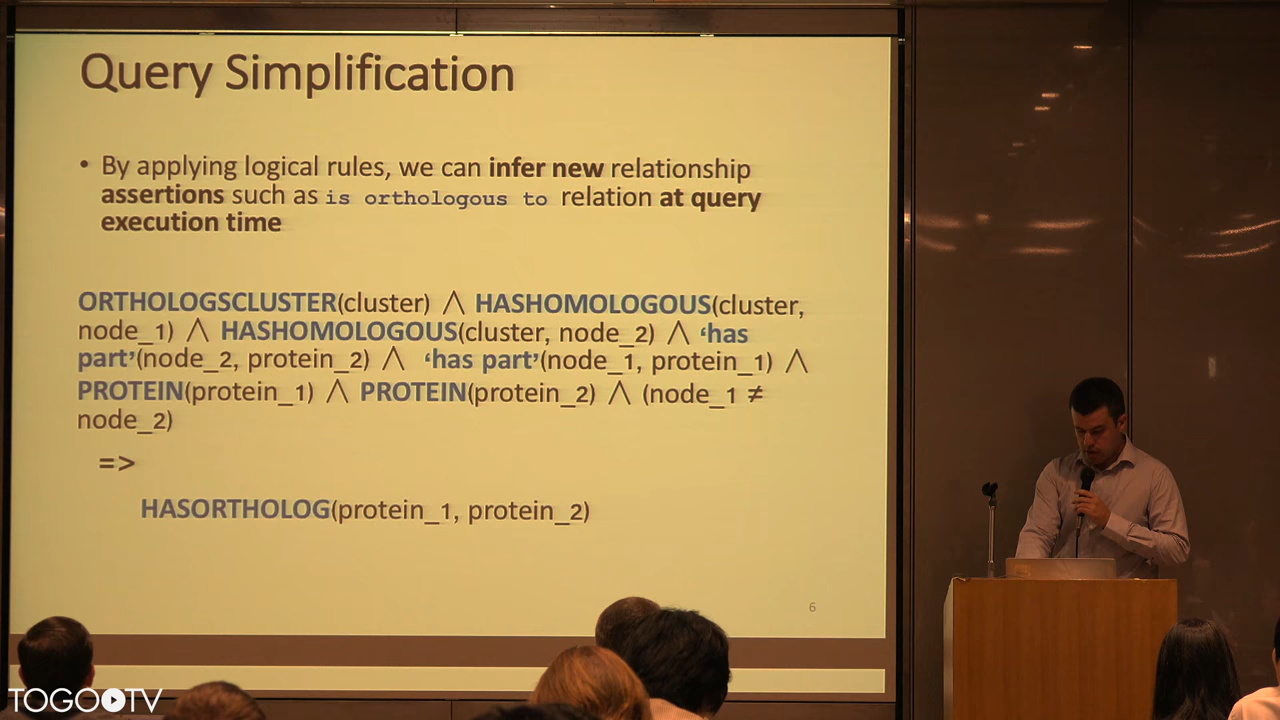 Query Simplification
• By applying logical rules, we can infer new relationship
assertions such as is orthologous to relation at query
execution time
ORTHOLOGSCLUSTER(cluster) ∧ HASHOMOLOGOUS(cluster,
node_1) ∧ HASHOMOLOGOUS(cluster, node_2) ∧ ‘has
part’(node_2, protein_2) ∧ ‘has part’(node_1, protein_1) ∧
PROTEIN(protein_1) ∧ PROTEIN(protein_2) ∧ (node_1 ≠
node_2)
=>
HASORTHOLOG(protein_1, protein_2)
6
TOGOTV